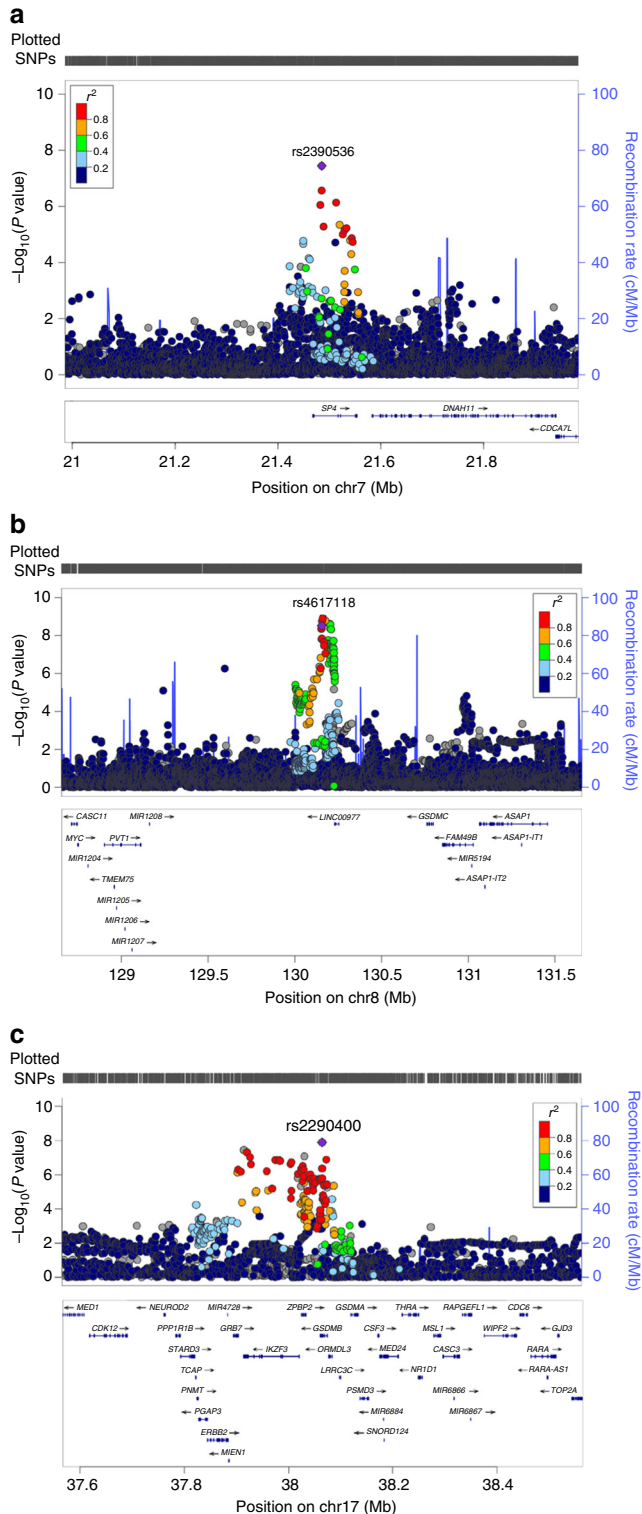 a
Plotted
SNPs
r²
0.8
0.6
0.4
0.2
rs2390536
10
8
6
4
2
0
–Log₁₀(P value)
100
80
60
40
20
0
Recombination rate (cM/Mb)
SP4 →
DNAH11 →
← CDCA7L
21
21.2
21.4
21.6
21.8
Position on chr7 (Mb)
b
Plotted
SNPs
rs4617118
r²
0.8
0.6
0.4
0.2
10
8
6
4
2
0
–Log₁₀(P value)
100
80
60
40
20
0
Recombination rate (cM/Mb)
← CASC11
MIR1208 →
← LINC00977
← GSDMC
← ASAP1
MYC →
PVT1 →
← FAM49B
← ASAP1-IT1
MIR1204 →
← MIR5194
← TMEM75
← ASAP1-IT2
MIR1205 →
MIR1206 →
MIR1207 →
129
129.5
130
130.5
131
131.5
Position on chr8 (Mb)
c
Plotted
SNPs
rs2290400
r²
0.8
0.6
0.4
0.2
10
8
6
4
2
0
–Log₁₀(P value)
100
80
60
40
20
0
Recombination rate (cM/Mb)
← MED1
← NEUROD2
MIR4728 →
ZPBP2 →
GSDMA →
THRA →
RAPGEFL1 →
CDC6 →
CDK12 →
PPP1R1B →
GRB7 →
← IKZF3
← GSDMB
← ORMDL3
CSF3 →
← MED24
← MSL1 →
CASC3 →
WIPF2 →
RARA →
← GJD3
STARD3 →
LRRC3C →
← NR1D1
← RARA-AS1
TCAP →
PSMD3 →
MIR6866 →
← TOP2A
PNMT →
← MIR6884 →
MIR6867 →
← PGAP3
← SNORD124
ERBB2 →
← MIEN1
37.6
37.8
38
38.2
38.4
Position on chr17 (Mb)